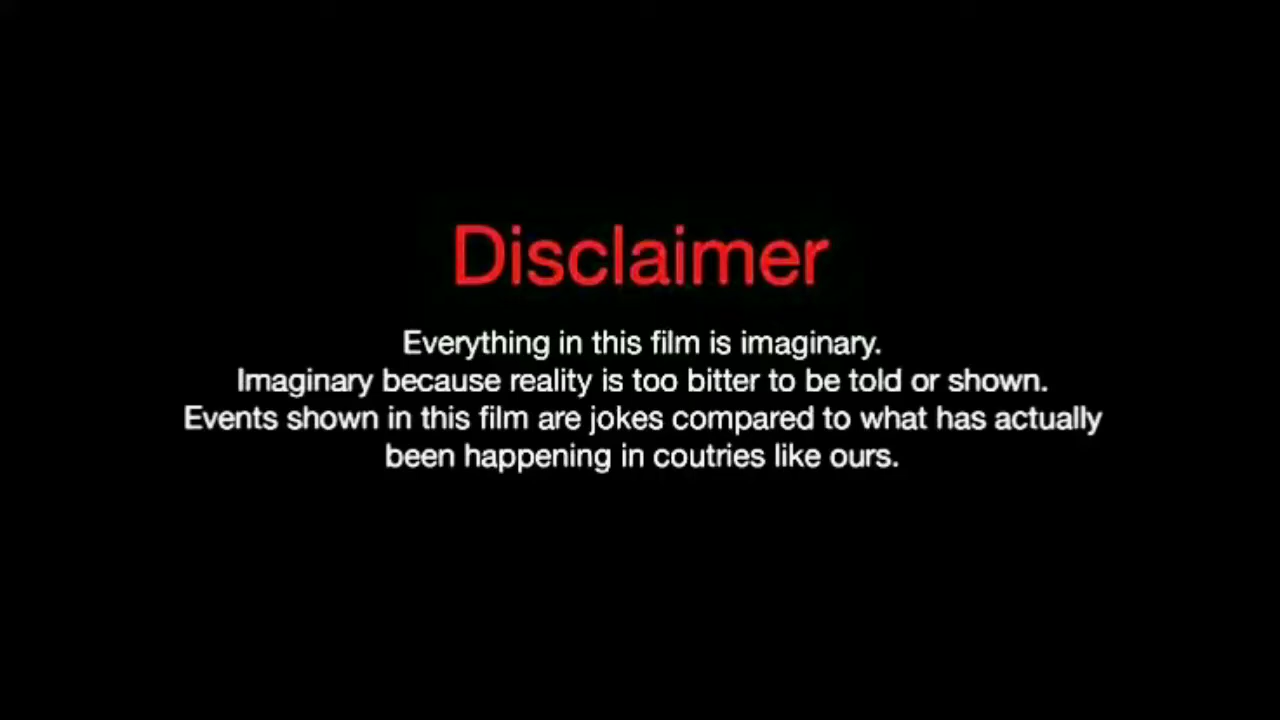 Disclaimer
Everything in this film is imaginary.
Imaginary because reality is too bitter to be told or shown.
Events shown in this film are jokes compared to what has actually
been happening in coutries like ours.